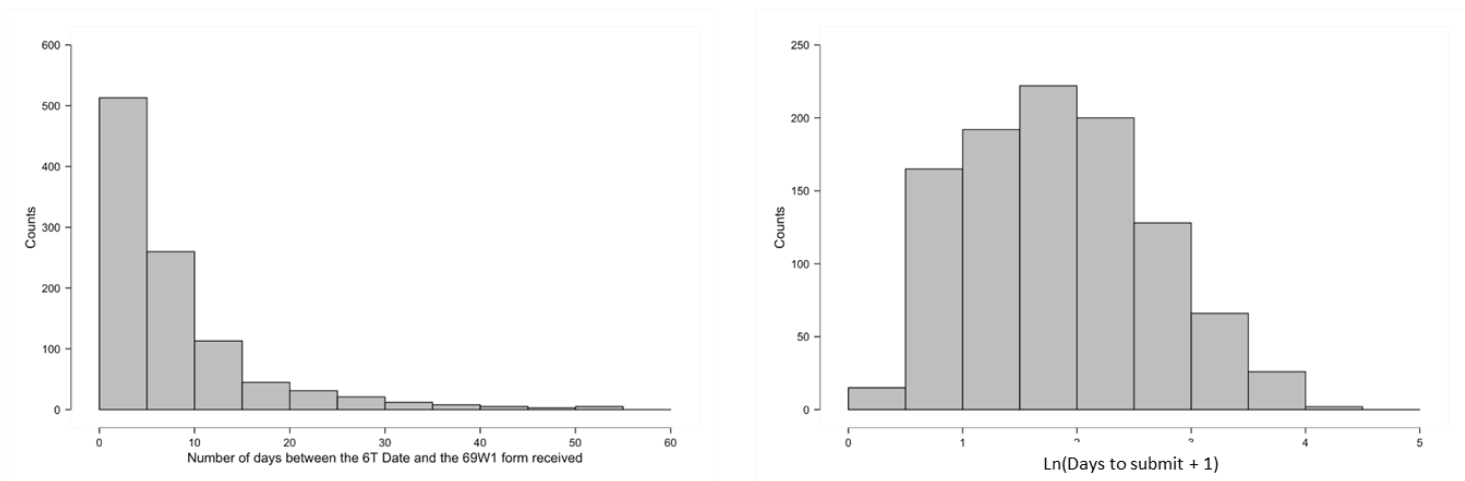 600
500
400
300
200
100
0
Counts
0 10 20 30 40 50 60
Number of days between the 6T Date and the 69W1 form received
250
200
150
100
50
0
Counts
0 1 2 3 4 5
Ln(Days to submit + 1)